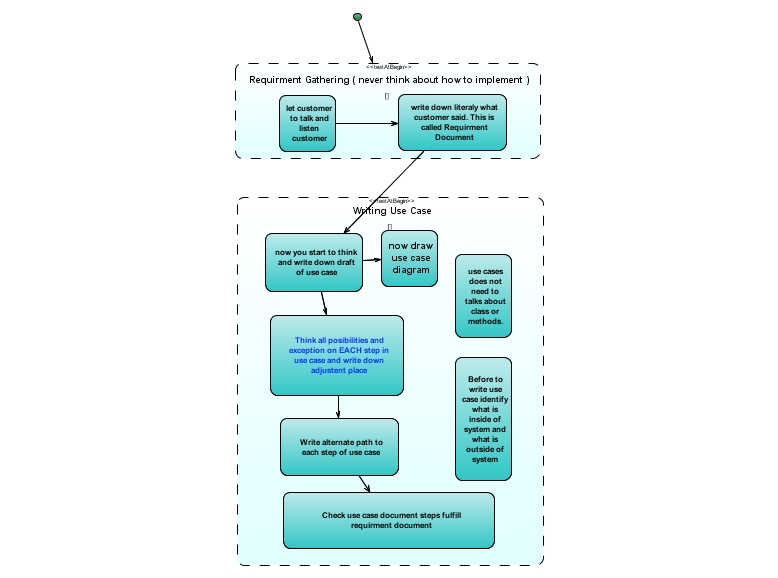 <<testAtBegin>>
Requirment Gathering ( never think about how to implement )
let customer
to talk and
listen
customer
write down literaly what
customer said. This is
called Requirment
Document
<<testAtBegin>>
Writing Use Case
now you start to think
and write down draft
of use case
now draw
use case
diagram
use cases
does not
need to
talks about
class or
methods.
Think all posibilities and
exception on EACH step in
use case and write down
adjustent place
Before to
write use
case identify
what is
inside of
system and
what is
outside of
system
Write alternate path to
each step of use case
Check use case document steps fulfill
requirment document